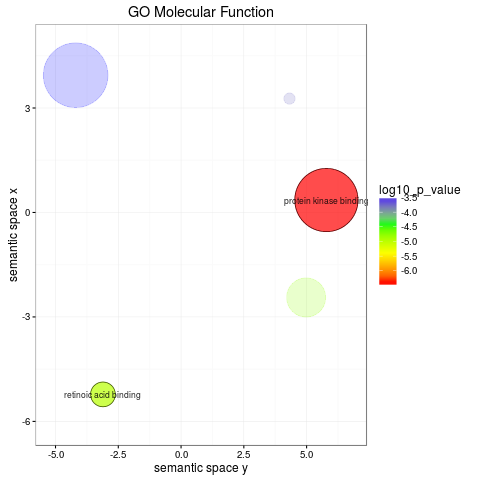 GO Molecular Function
semantic space x
3
0
-3
-6
protein kinase binding
retinoic acid binding
-5.0 -2.5 0.0 2.5 5.0
semantic space y
log10_p_value
-3.5
-4.0
-4.5
-5.0
-5.5
-6.0